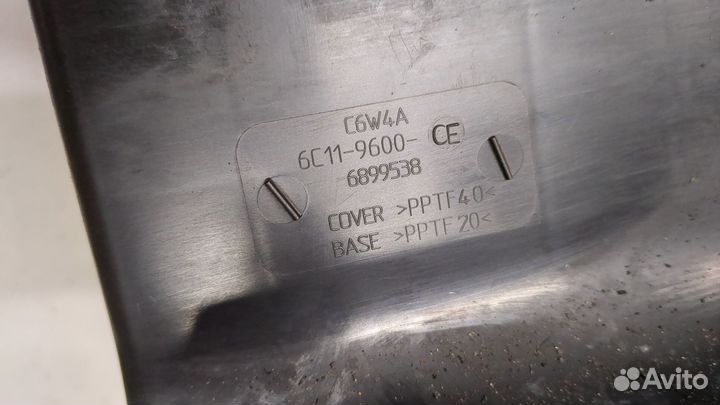 C6W4A
6C11-9600- CE
6899538
COVER >PPTF40<
BASE >PPTF20<
Avito